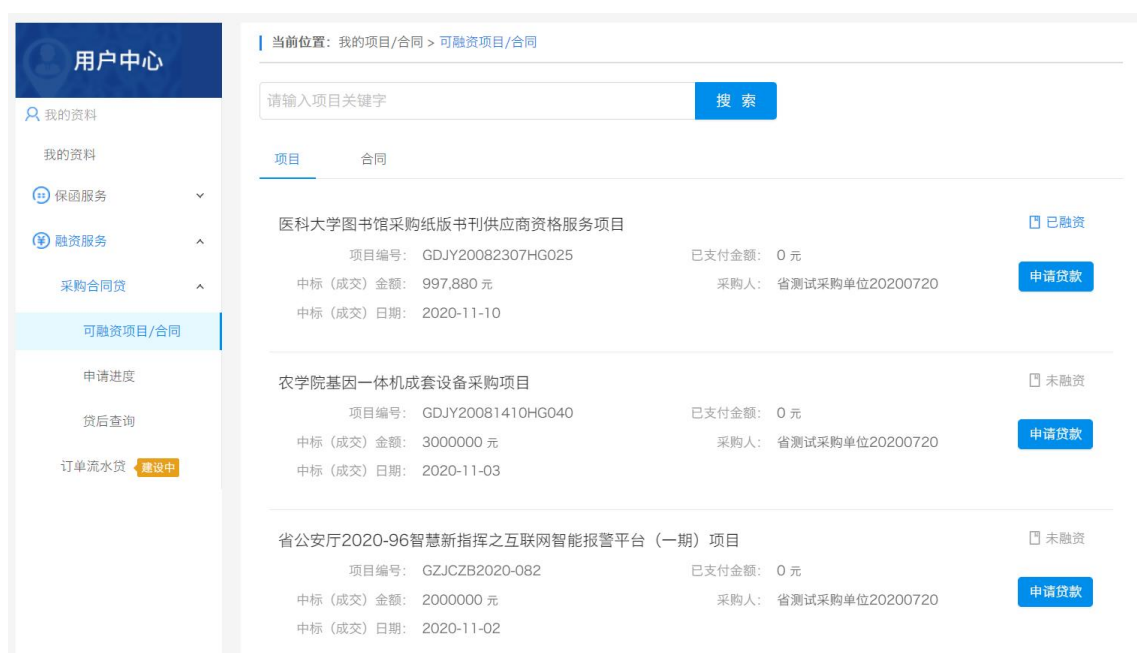 用户中心
我的资料
我的资料
保函服务
融资服务
采购合同贷
可融资项目/合同
申请进度
贷后查询
订单流水贷 建设中
当前位置：我的项目/合同 > 可融资项目/合同
请输入项目关键字 搜 索
项目 合同
医科大学图书馆采购纸版书刊供应商资格服务项目 已融资
项目编号： GDJY20082307HG025 已支付金额： 0 元
中标（成交）金额： 997,880 元 采购人： 省测试采购单位20200720 申请贷款
中标（成交）日期： 2020-11-10
农学院基因一体机成套设备采购项目 未融资
项目编号： GDJY20081410HG040 已支付金额： 0 元
中标（成交）金额： 3000000 元 采购人： 省测试采购单位20200720 申请贷款
中标（成交）日期： 2020-11-03
省公安厅2020-96智慧新指挥之互联网智能报警平台（一期）项目 未融资
项目编号： GZJCZB2020-082 已支付金额： 0 元
中标（成交）金额： 2000000 元 采购人： 省测试采购单位20200720 申请贷款
中标（成交）日期： 2020-11-02